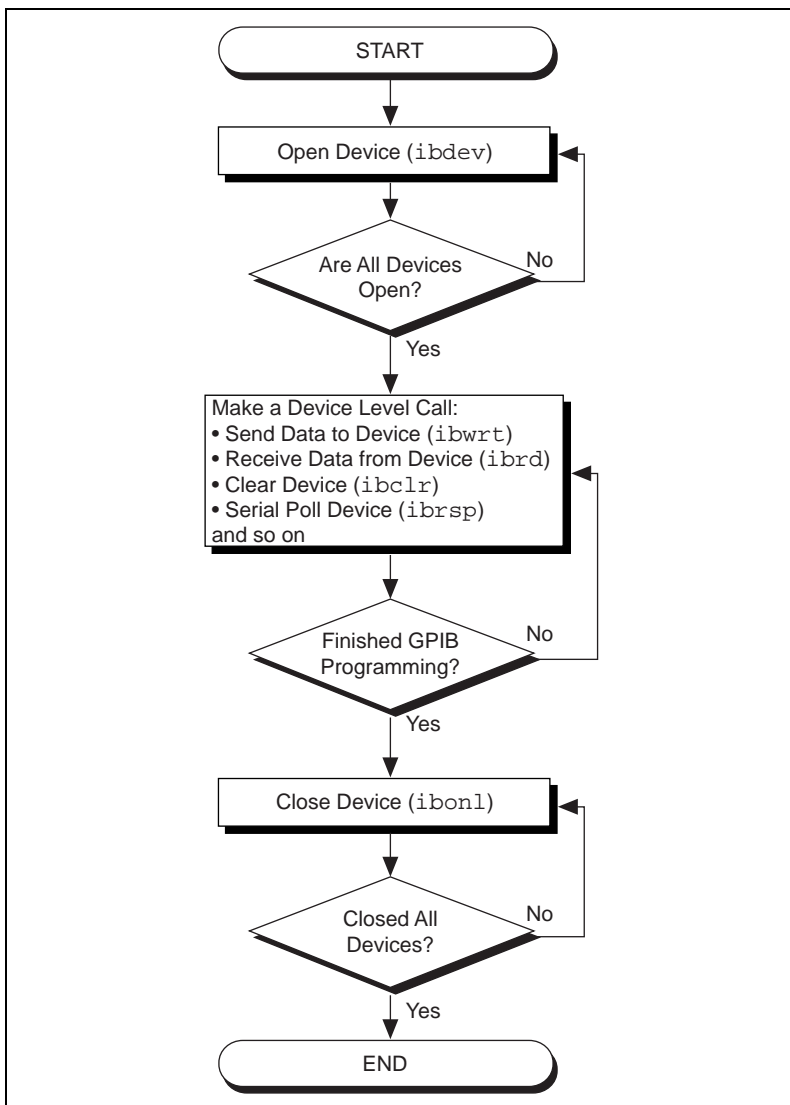 START
Open Device (ibdev)
Are All Devices
Open?
No
Yes
Make a Device Level Call:
• Send Data to Device (ibwrt)
• Receive Data from Device (ibrd)
• Clear Device (ibclr)
• Serial Poll Device (ibrsp)
and so on
Finished GPIB
Programming?
No
Yes
Close Device (ibonl)
Closed All
Devices?
No
Yes
END